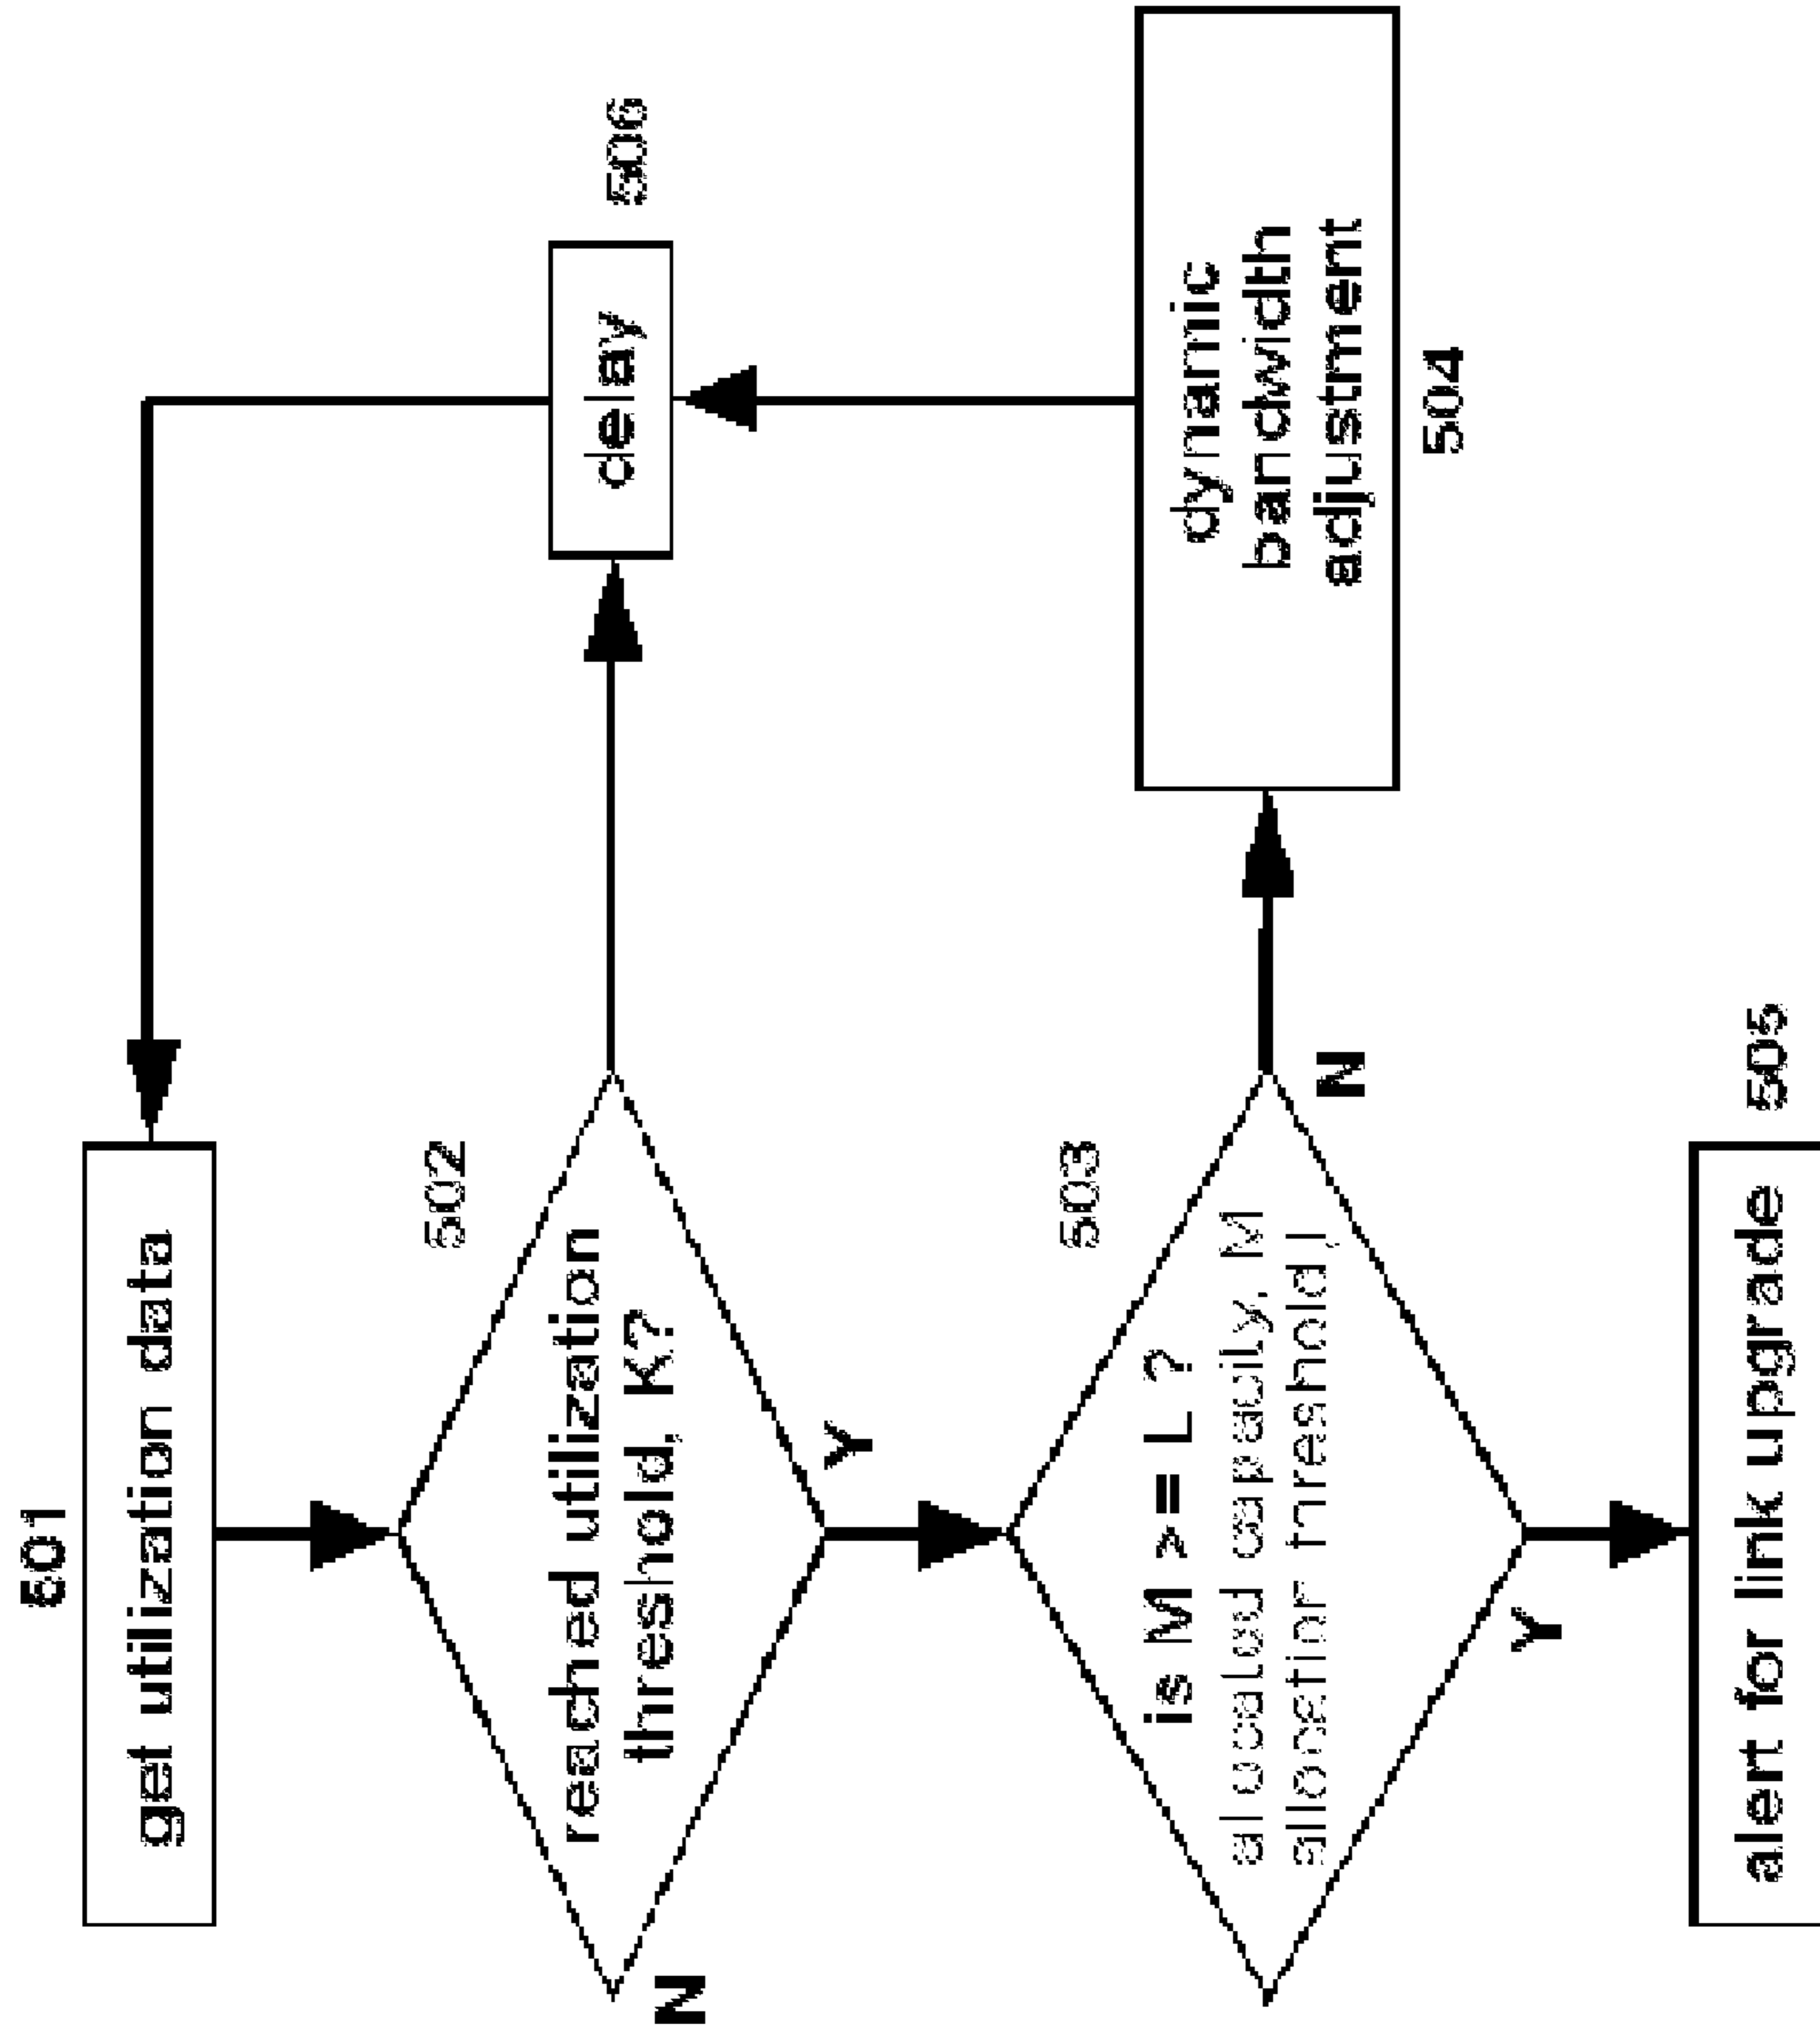 501
get utilization data
502
reached utilization
threshold, K?
N
Y
delay
506
503
is M >= L ?
allocated capacity, M
allocation threshold,
N
Y
dynamic
bandwidth
adjustment
504
alert for link upgrade
505